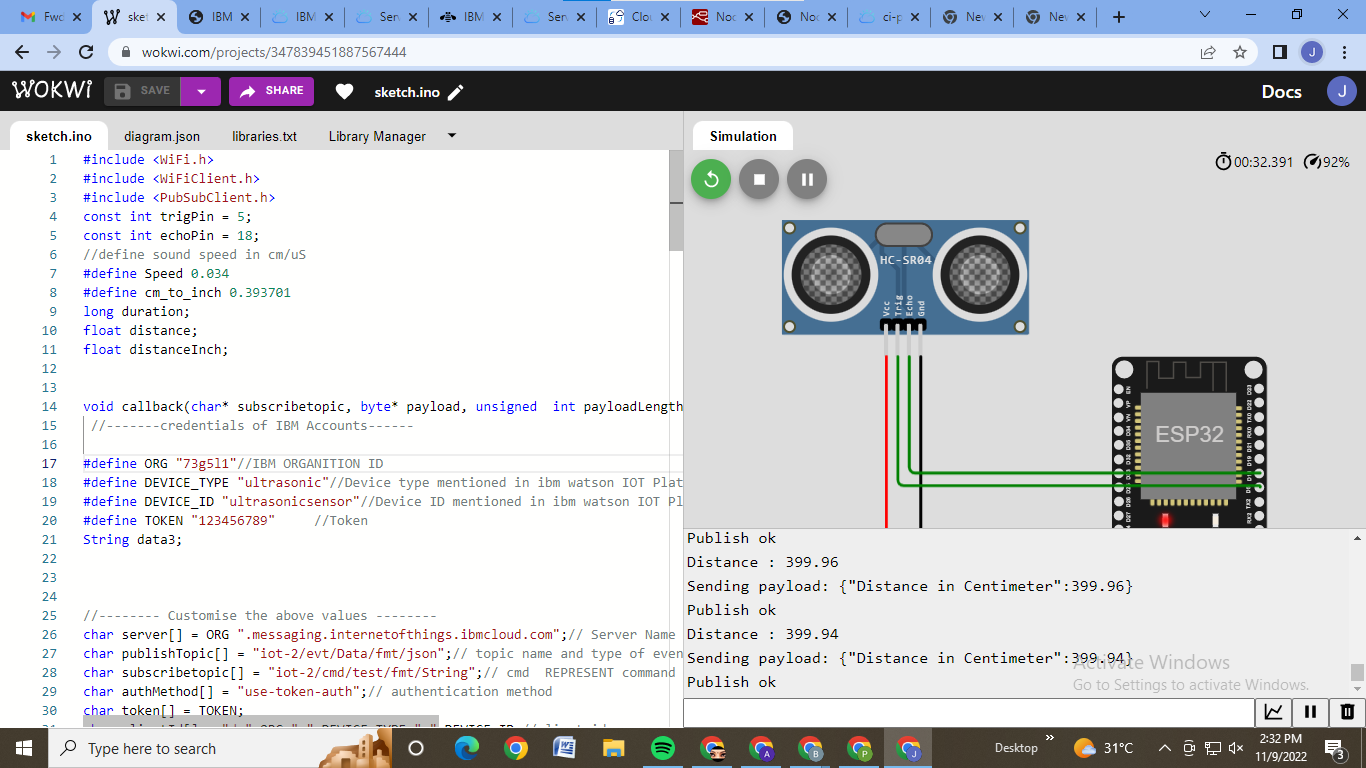 Fwc
sket
IBM
IBM
Serv
IBM
Serv
Clou
Noc
Noc
ci-p
Nev
Nev
wokwi.com/projects/347839451887567444
J
WOKWI
SAVE
SHARE
sketch.ino
Docs
J
sketch.ino
diagram.json
libraries.txt
Library Manager
Simulation
00:32.391
92%
1 #include <WiFi.h>
2 #include <WiFiClient.h>
3 #include <PubSubClient.h>
4 const int trigPin = 5;
5 const int echoPin = 18;
6 //define sound speed in cm/uS
7 #define Speed 0.034
8 #define cm_to_inch 0.393701
9 long duration;
10 float distance;
11 float distanceInch;
12
13
14 void callback(char* subscribetopic, byte* payload, unsigned  int payloadLength
15 //-------credentials of IBM Accounts------
16
17 #define ORG "73g5l1"//IBM ORGANITION ID
18 #define DEVICE_TYPE "ultrasonic"//Device type mentioned in ibm watson IOT Plat
19 #define DEVICE_ID "ultrasonicsensor"//Device ID mentioned in ibm watson IOT Pl
20 #define TOKEN "123456789"     //Token
21 String data3;
22
23
24
25 //-------- Customise the above values --------
26 char server[] = ORG ".messaging.internetofthings.ibmcloud.com";// Server Name
27 char publishTopic[] = "iot-2/evt/Data/fmt/json";// topic name and type of even
28 char subscribetopic[] = "iot-2/cmd/test/fmt/String";// cmd  REPRESENT command
29 char authMethod[] = "use-token-auth";// authentication method
30 char token[] = TOKEN;
HC-SR04
Vcc
Trig
Echo
Gnd
ESP32
Publish ok
Distance : 399.96
Sending payload: {"Distance in Centimeter":399.96}
Publish ok
Distance : 399.94
Sending payload: {"Distance in Centimeter":399.94}
Publish ok
Activate Windows
Go to Settings to activate Windows.
Type here to search
A
B
P
J
Desktop
31°C
2:32 PM
11/9/2022
3